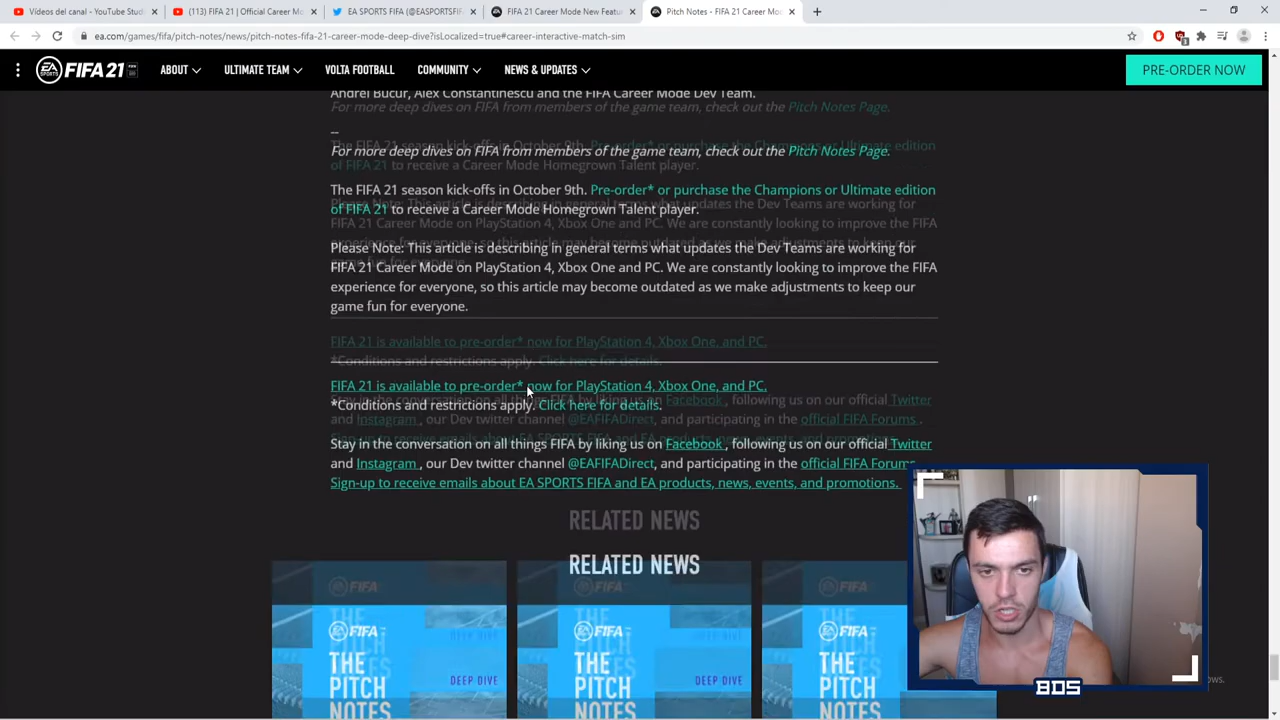 Vídeos del canal - YouTube Stud
(113) FIFA 21 | Official Career Mo
EA SPORTS FIFA (@EASPORTSFIF
FIFA 21 Career Mode New Featur
Pitch Notes - FIFA 21 Career Mod
ea.com/games/fifa/pitch-notes/news/pitch-notes-fifa-21-career-mode-deep-dive?isLocalized=true#career-interactive-match-sim
EA SPORTS FIFA 21
ABOUT
ULTIMATE TEAM
VOLTA FOOTBALL
COMMUNITY
NEWS & UPDATES
PRE-ORDER NOW
Andrei Bucur, Alex Constantinescu and the FIFA Career Mode Dev Team.
--
For more deep dives on FIFA from members of the game team, check out the Pitch Notes Page.
The FIFA 21 season kick-offs in October 9th. Pre-order* or purchase the Champions or Ultimate edition
of FIFA 21 to receive a Career Mode Homegrown Talent player.
Please Note: This article is describing in general terms what updates the Dev Teams are working for
FIFA 21 Career Mode on PlayStation 4, Xbox One and PC. We are constantly looking to improve the FIFA
experience for everyone, so this article may become outdated as we make adjustments to keep our
game fun for everyone.
FIFA 21 is available to pre-order* now for PlayStation 4, Xbox One, and PC.
*Conditions and restrictions apply. Click here for details.
Stay in the conversation on all things FIFA by liking us on Facebook , following us on our official Twitter
and Instagram , our Dev twitter channel @EAFIFADirect, and participating in the official FIFA Forums.
Sign-up to receive emails about EA SPORTS FIFA and EA products, news, events, and promotions.
RELATED NEWS
FIFA
THE
PITCH
NOTES
DEEP DIVE
FIFA
THE
PITCH
NOTES
DEEP DIVE
FIFA
THE
PITCH
NOTES
BDS